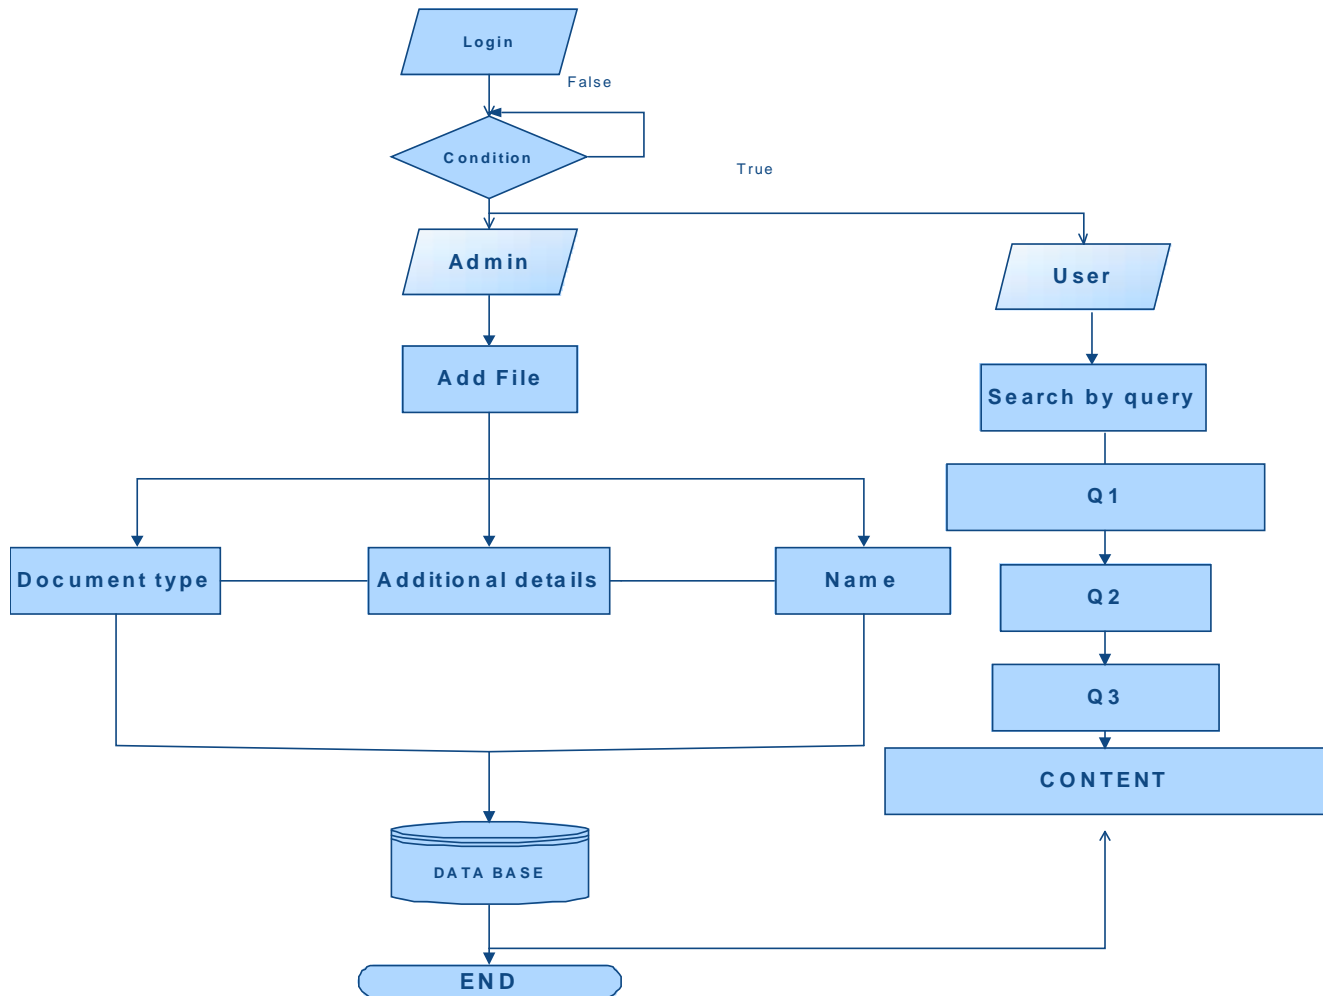 Login
False
Condition
True
Admin
User
Add File
Search by query
Q1
Document type
Additional details
Name
Q2
Q3
CONTENT
DATA BASE
END